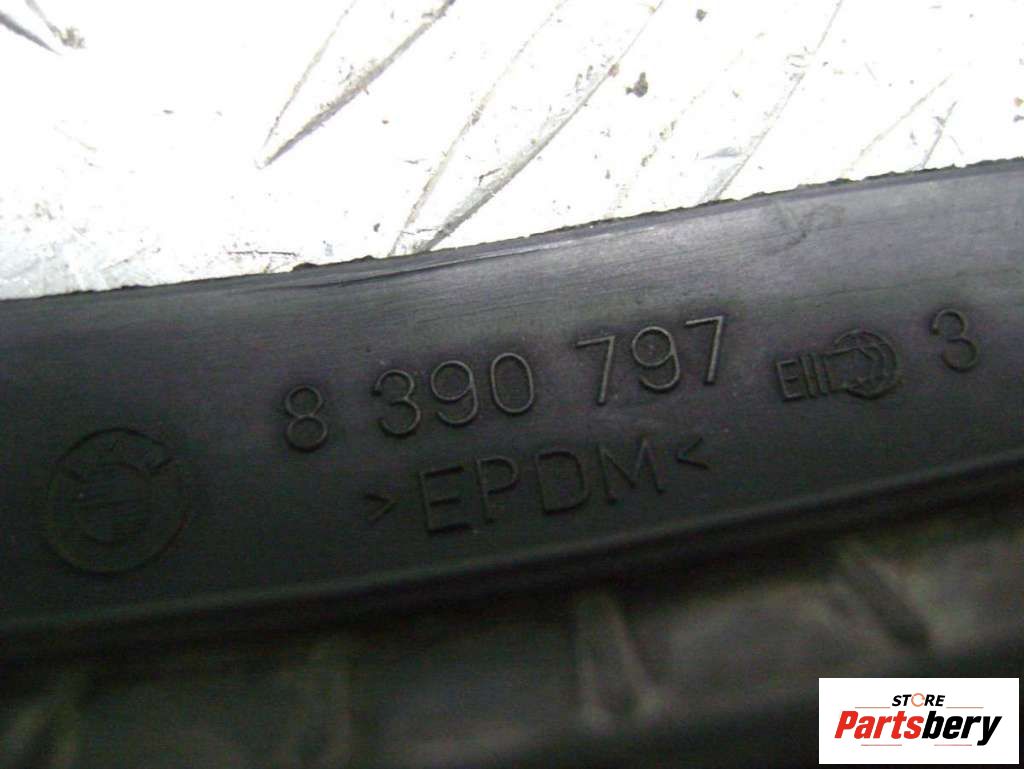 8 390 797 3
>EPDM<
STORE
Partsbery